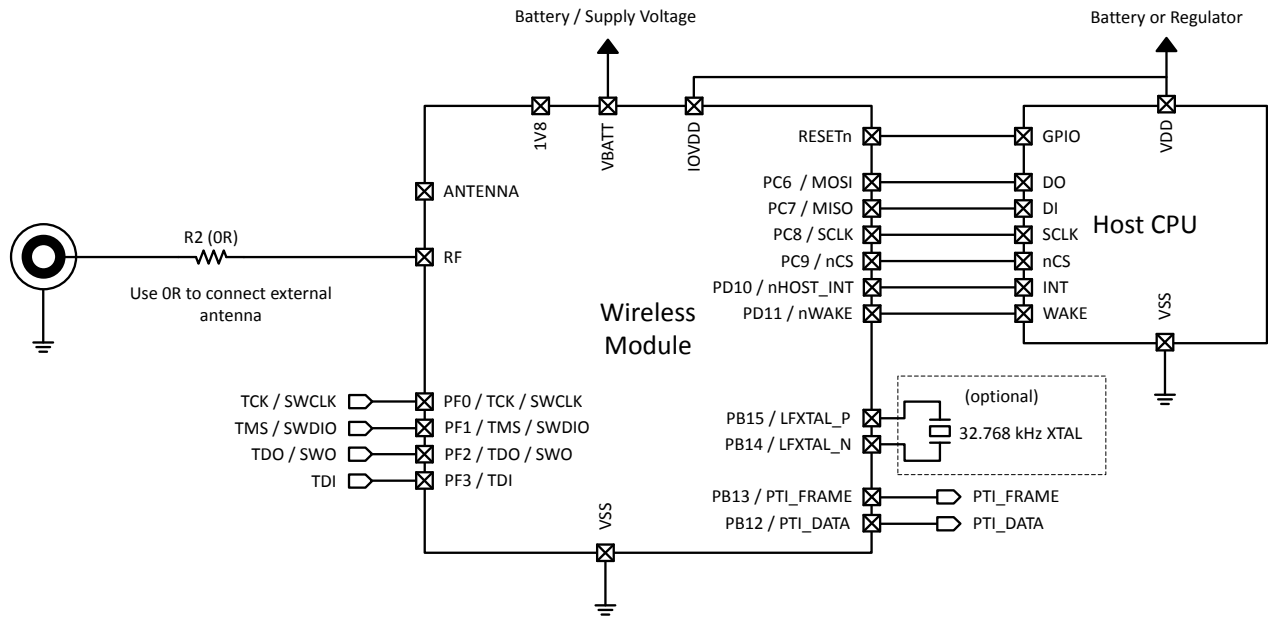 Battery / Supply Voltage
Battery or Regulator
1V8
VBATT
IOVDD
VDD
RESETn
GPIO
ANTENNA
PC6 / MOSI
DO
PC7 / MISO
DI
PC8 / SCLK
SCLK
Host CPU
R2 (0R)
RF
PC9 / nCS
nCS
PD10 / nHOST_INT
INT
Use 0R to connect external
antenna
PD11 / nWAKE
WAKE
VSS
Wireless
Module
TCK / SWCLK
PF0 / TCK / SWCLK
TMS / SWDIO
PF1 / TMS / SWDIO
TDO / SWO
PF2 / TDO / SWO
TDI
PF3 / TDI
(optional)
PB15 / LFXTAL_P
32.768 kHz XTAL
PB14 / LFXTAL_N
PB13 / PTI_FRAME
PTI_FRAME
PB12 / PTI_DATA
PTI_DATA
VSS